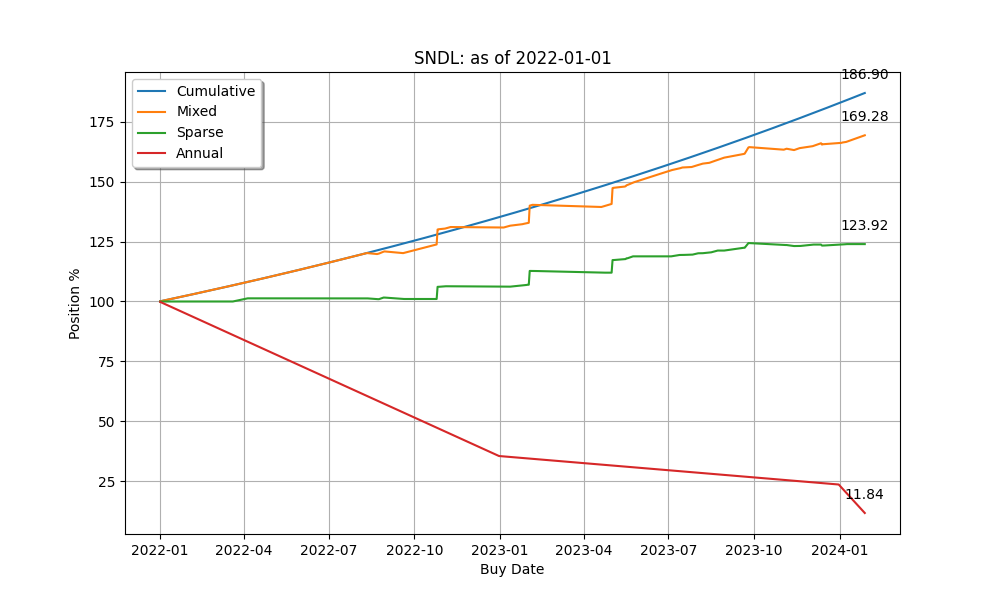 SNDL: as of 2022-01-01
Cumulative
Mixed
Sparse
Annual
186.90
169.28
123.92
11.84
Position %
175
150
125
100
75
50
25
2022-01 2022-04 2022-07 2022-10 2023-01 2023-04 2023-07 2023-10 2024-01
Buy Date